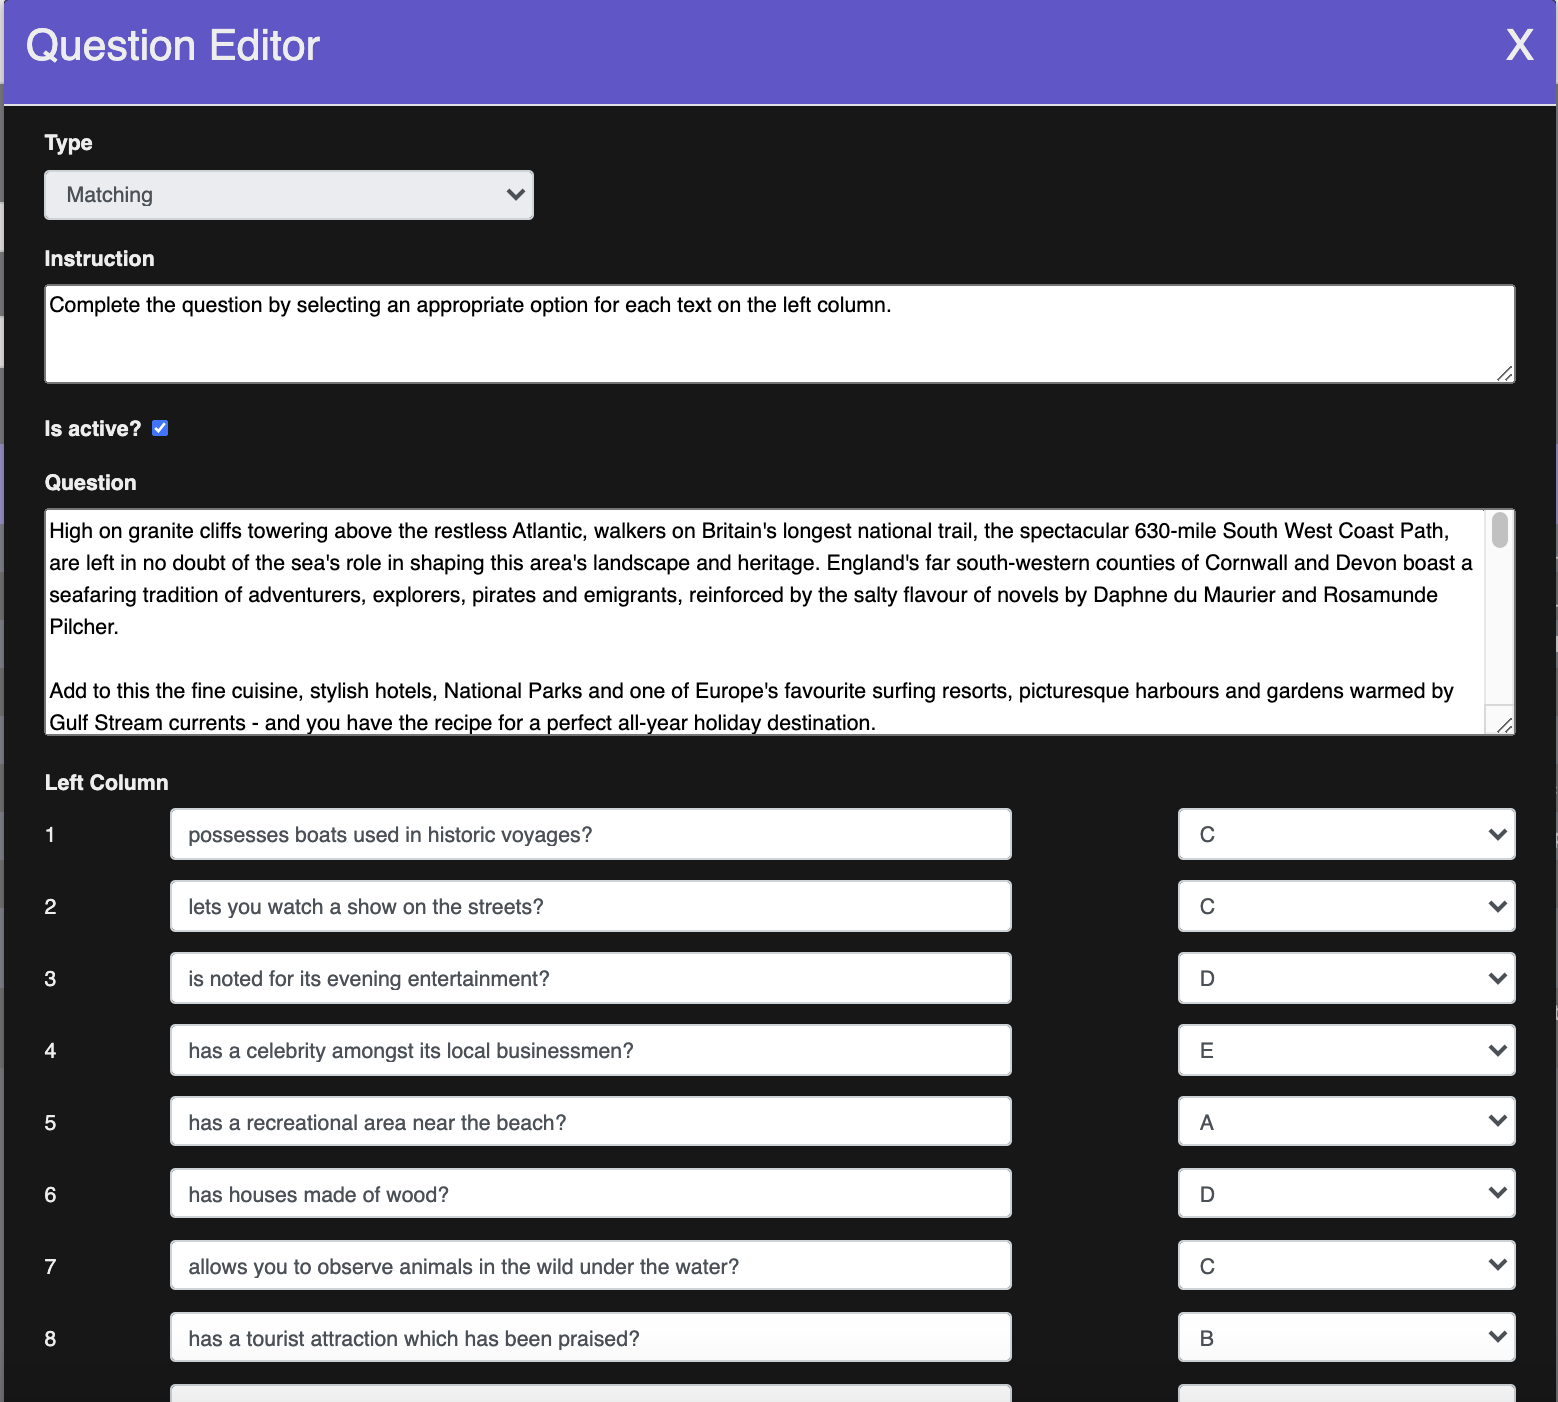 Question Editor X
Type
Matching
Instruction
Complete the question by selecting an appropriate option for each text on the left column.
Is active?
Question
High on granite cliffs towering above the restless Atlantic, walkers on Britain's longest national trail, the spectacular 630-mile South West Coast Path,
are left in no doubt of the sea's role in shaping this area's landscape and heritage. England's far south-western counties of Cornwall and Devon boast a
seafaring tradition of adventurers, explorers, pirates and emigrants, reinforced by the salty flavour of novels by Daphne du Maurier and Rosamunde
Pilcher.
Add to this the fine cuisine, stylish hotels, National Parks and one of Europe's favourite surfing resorts, picturesque harbours and gardens warmed by
Gulf Stream currents - and you have the recipe for a perfect all-year holiday destination.
Left Column
1 possesses boats used in historic voyages? C
2 lets you watch a show on the streets? C
3 is noted for its evening entertainment? D
4 has a celebrity amongst its local businessmen? E
5 has a recreational area near the beach? A
6 has houses made of wood? D
7 allows you to observe animals in the wild under the water? C
8 has a tourist attraction which has been praised? B